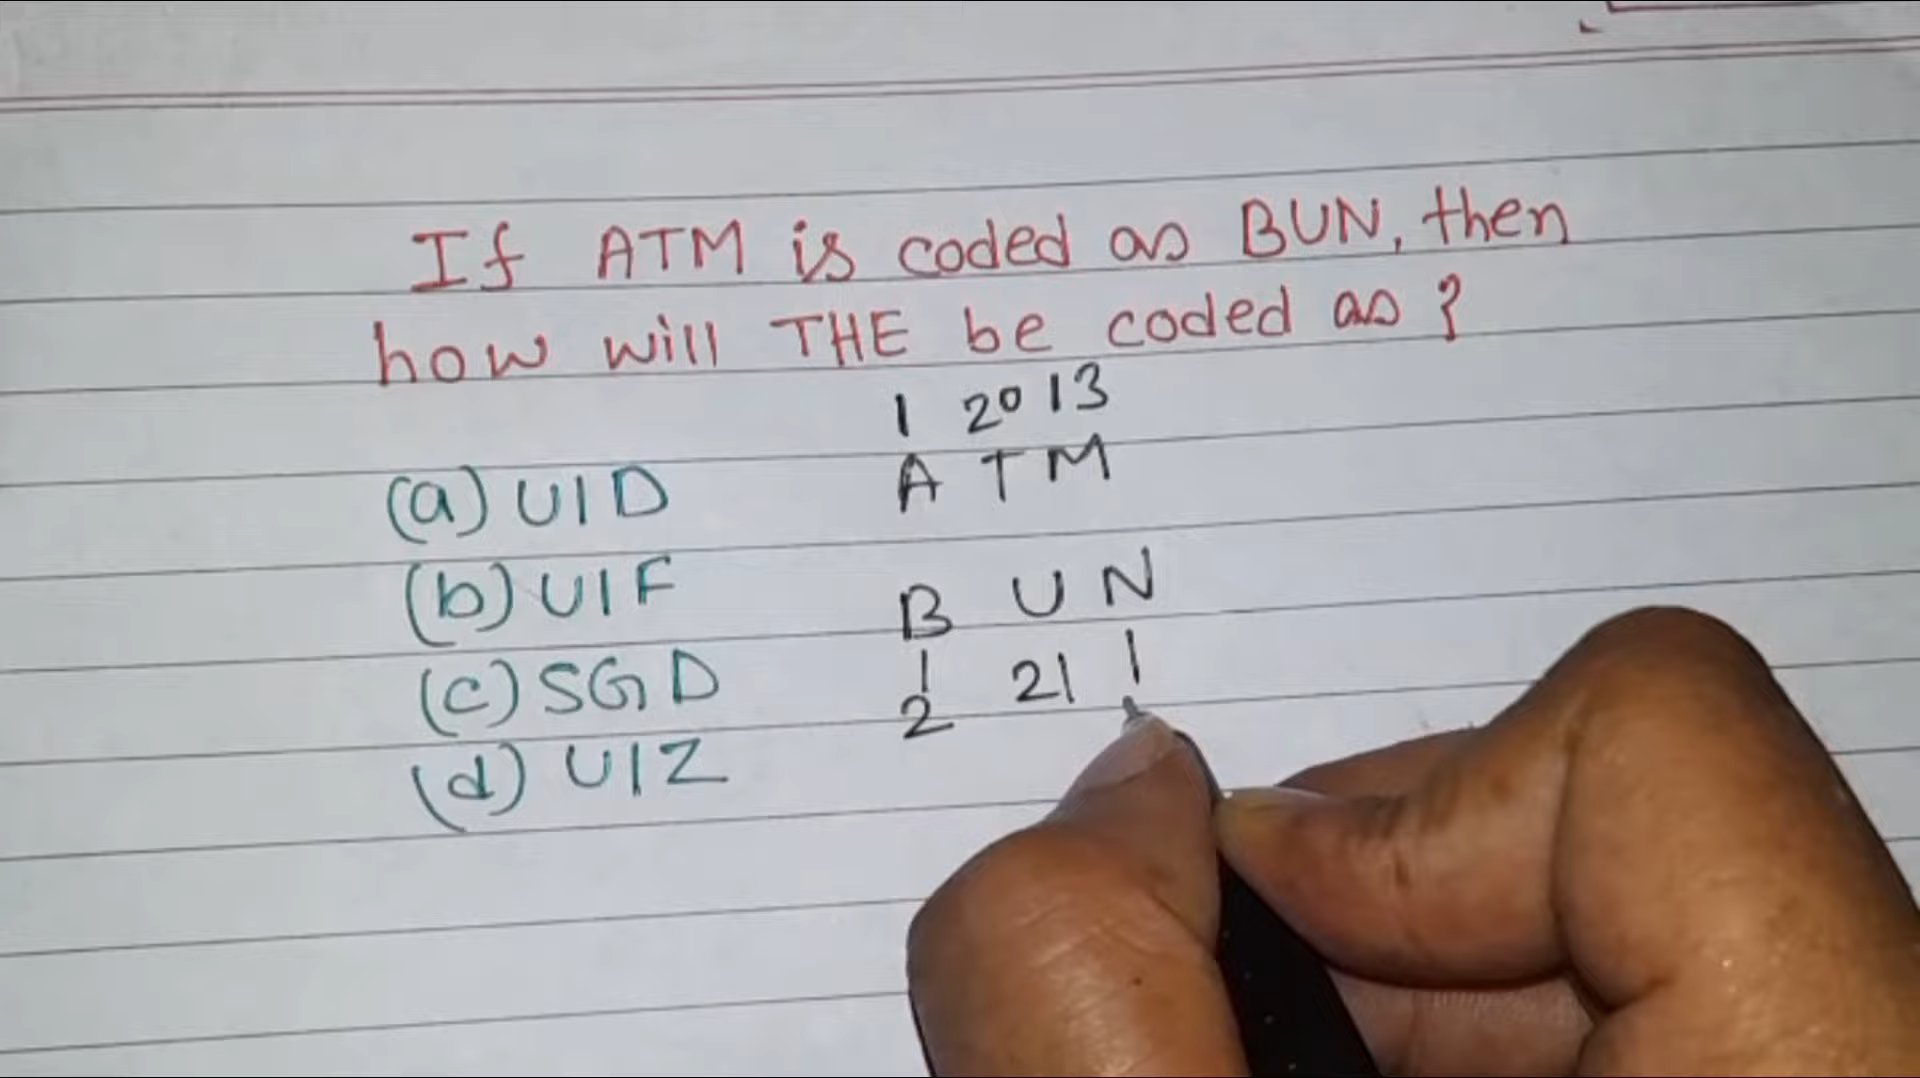 If ATM is coded as BUN, then
how will THE be coded as ?
1 20 13
A T M
(a) UID
(b) UIF
(c) SGD
(d) UIZ
B U N
1 21 1
2